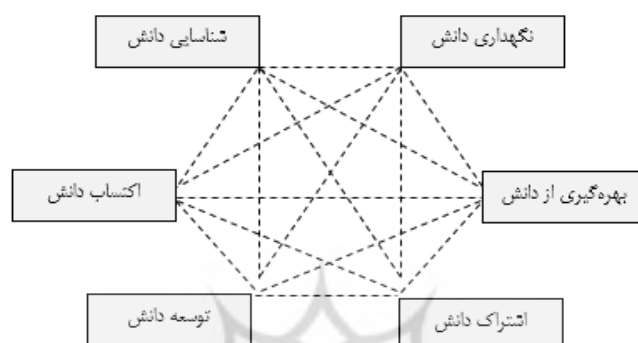 نگهداری دانش
شناسایی دانش
بهره‌گیری از دانش
اکتساب دانش
اشتراک دانش
توسعه دانش